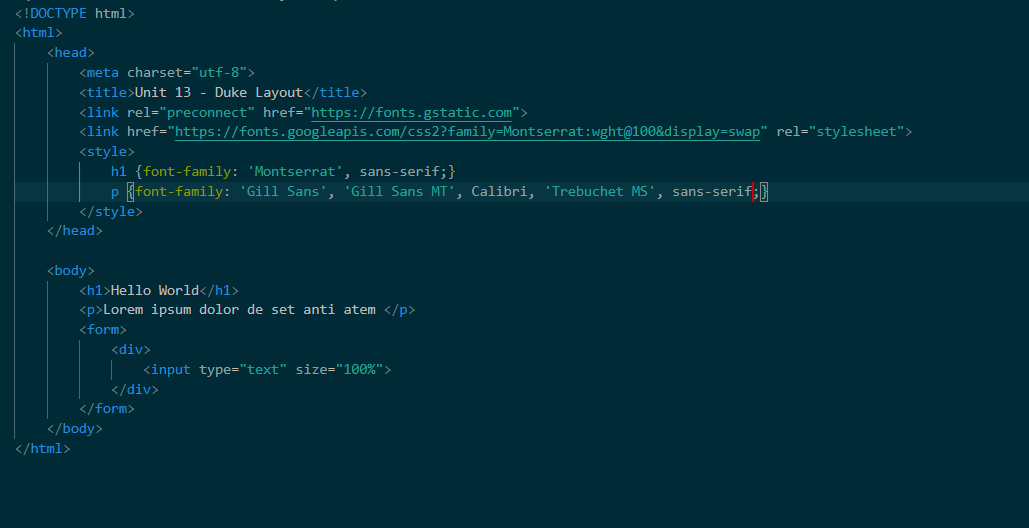 <!DOCTYPE html>
<html>
<head>
<meta charset="utf-8">
<title>Unit 13 - Duke Layout</title>
<link rel="preconnect" href="https://fonts.gstatic.com">
<link href="https://fonts.googleapis.com/css2?family=Montserrat:wght@100&display=swap" rel="stylesheet">
<style>
h1 {font-family: 'Montserrat', sans-serif;}
p {font-family: 'Gill Sans', 'Gill Sans MT', Calibri, 'Trebuchet MS', sans-serif;}
</style>
</head>
<body>
<h1>Hello World</h1>
<p>Lorem ipsum dolor de set anti atem </p>
<form>
<div>
<input type="text" size="100%">
</div>
</form>
</body>
</html>